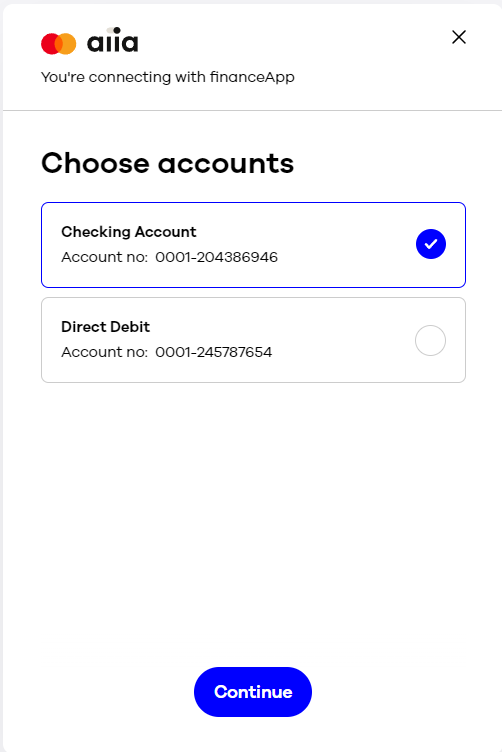 aiia
You're connecting with financeApp
Choose accounts
Checking Account
Account no: 0001-204386946
Direct Debit
Account no: 0001-245787654
Continue